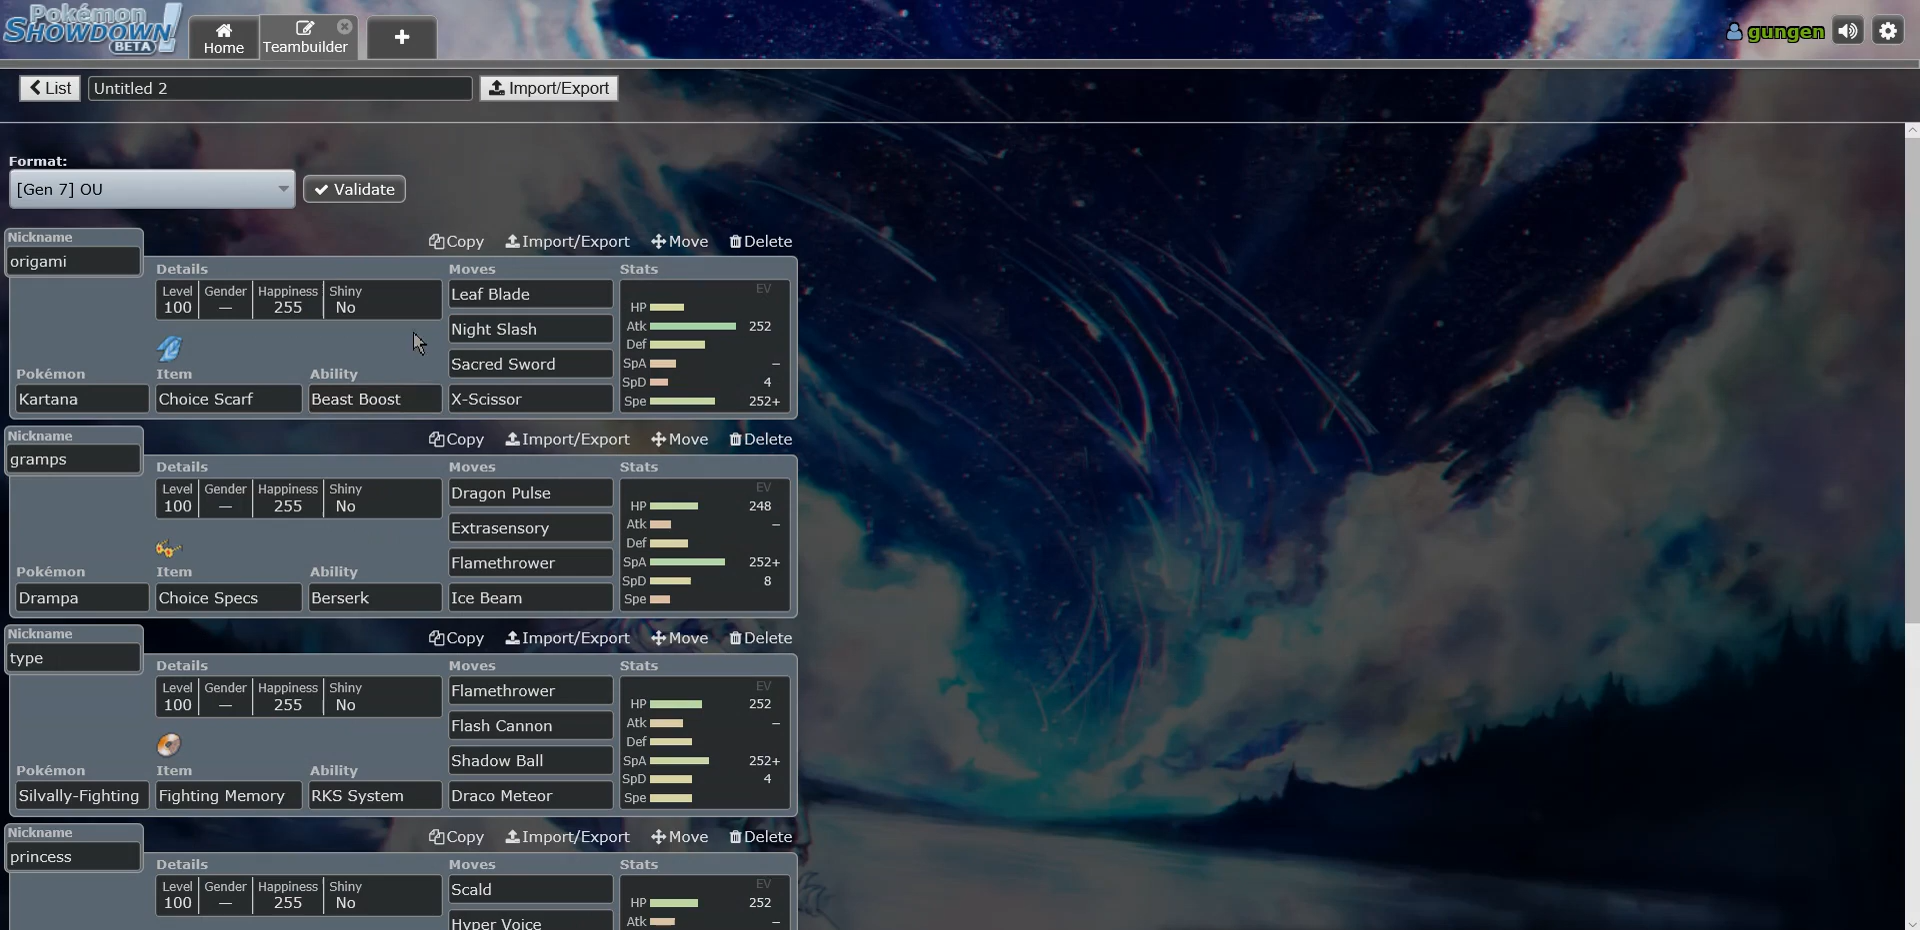 Pokémon
SHOWDOWN!
BETA
Home
Teambuilder
gungen
List
Untitled 2
Import/Export
Format:
[Gen 7] OU
Validate
Nickname
origami
Copy Import/Export Move Delete
Details Moves Stats
Level Gender Happiness Shiny
100 — 255 No
Leaf Blade
Night Slash
Sacred Sword
X-Scissor
EV
HP
Atk 252
Def
SpA –
SpD 4
Spe 252+
Pokémon Item Ability
Kartana Choice Scarf Beast Boost
Nickname
gramps
Copy Import/Export Move Delete
Details Moves Stats
Level Gender Happiness Shiny
100 — 255 No
Dragon Pulse
Extrasensory
Flamethrower
Ice Beam
EV
HP 248
Atk –
Def
SpA 252+
SpD 8
Spe
Pokémon Item Ability
Drampa Choice Specs Berserk
Nickname
type
Copy Import/Export Move Delete
Details Moves Stats
Level Gender Happiness Shiny
100 — 255 No
Flamethrower
Flash Cannon
Shadow Ball
Draco Meteor
EV
HP 252
Atk –
Def
SpA 252+
SpD 4
Spe
Pokémon Item Ability
Silvally-Fighting Fighting Memory RKS System
Nickname
princess
Copy Import/Export Move Delete
Details Moves Stats
Level Gender Happiness Shiny
100 — 255 No
Scald
Hyper Voice
EV
HP 252
Atk –